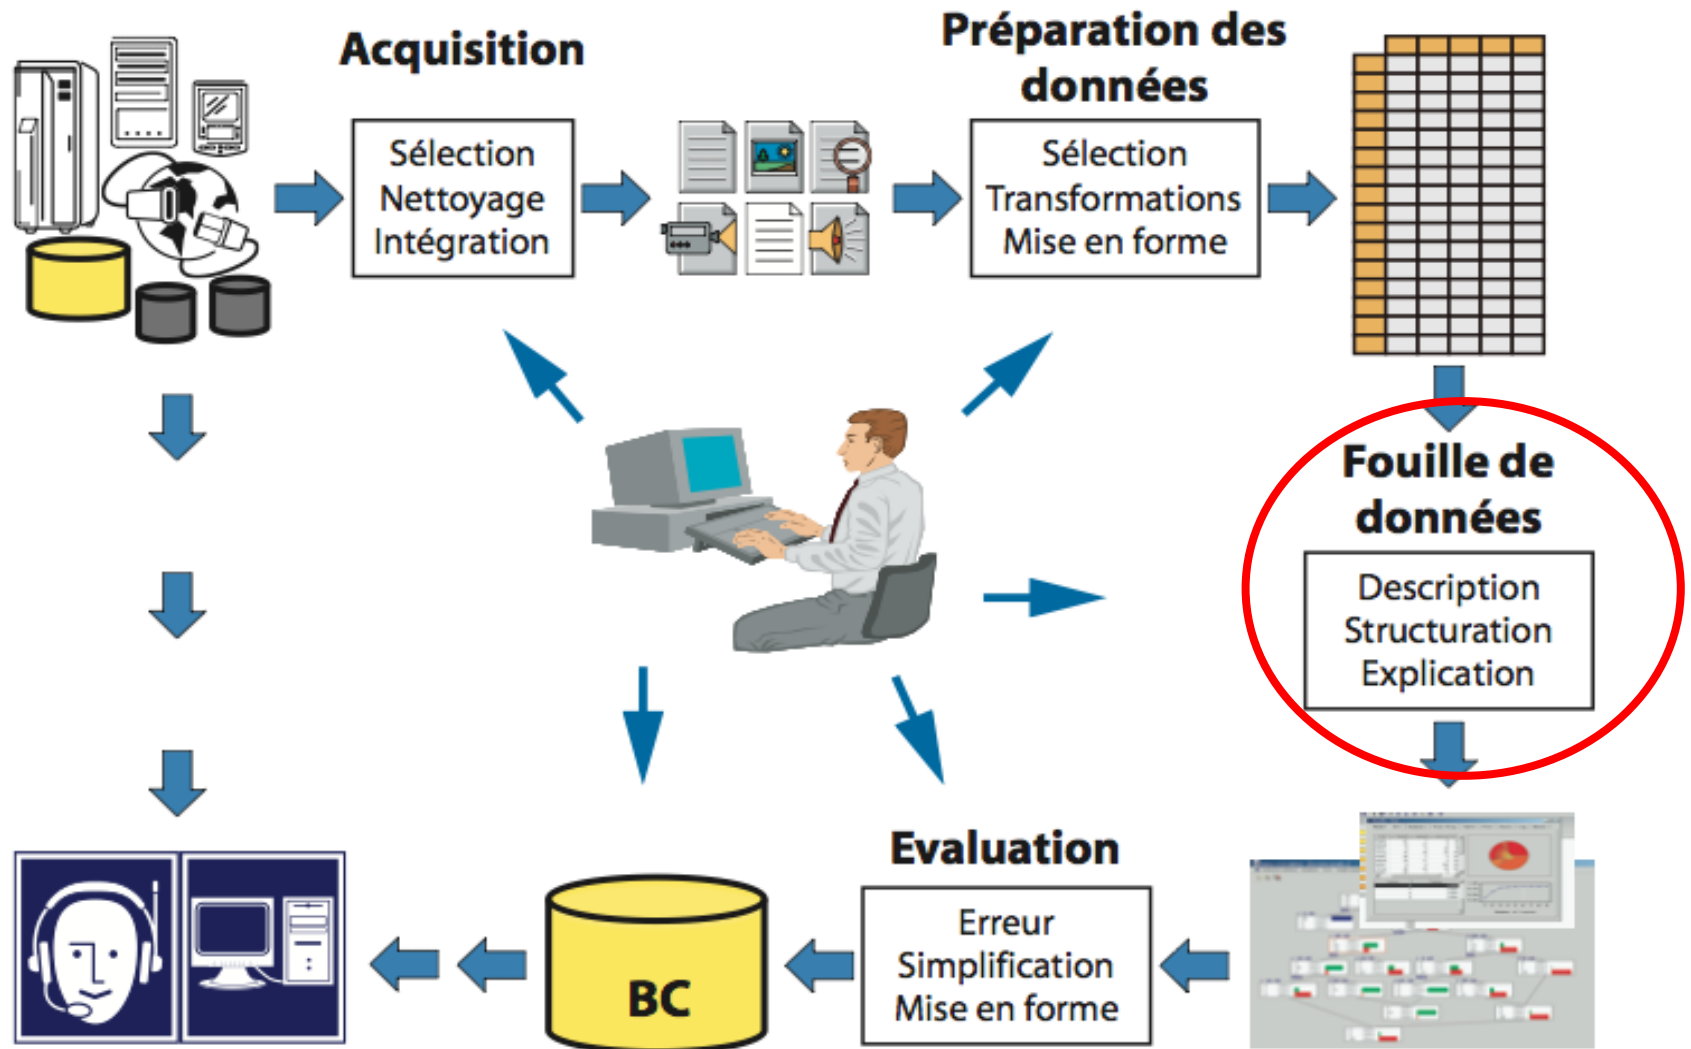 Acquisition
Sélection
Nettoyage
Intégration
Préparation des
données
Sélection
Transformations
Mise en forme
Fouille de
données
Description
Structuration
Explication
Evaluation
Erreur
Simplification
Mise en forme
BC